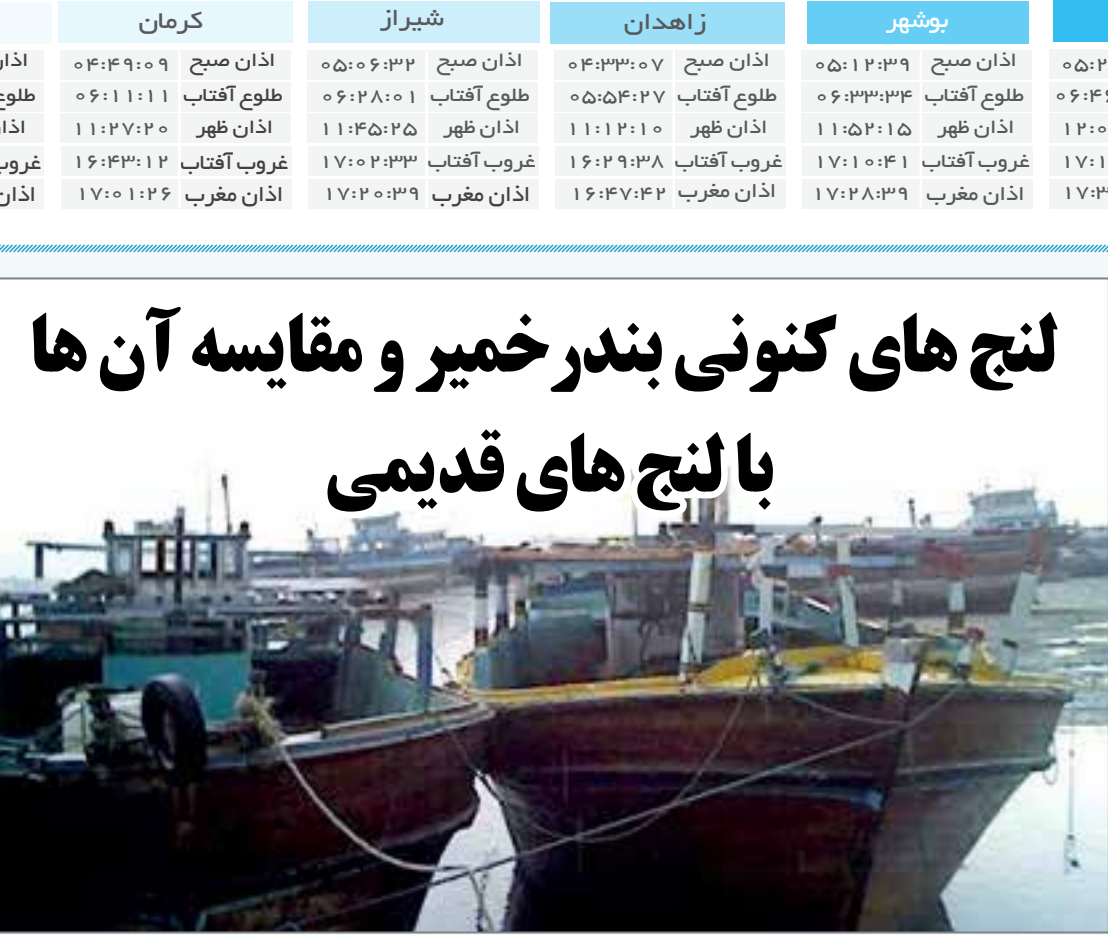 بوشهر
اذان صبح ۰۵:۱۲:۳۹
طلوع آفتاب ۰۶:۳۳:۳۴
اذان ظهر ۱۱:۵۲:۱۵
غروب آفتاب ۱۷:۱۰:۴۱
اذان مغرب ۱۷:۲۸:۳۹
زاهدان
اذان صبح ۰۴:۳۳:۰۷
طلوع آفتاب ۰۵:۵۴:۲۷
اذان ظهر ۱۱:۱۲:۱۰
غروب آفتاب ۱۶:۲۹:۳۸
اذان مغرب ۱۶:۴۷:۴۲
شیراز
اذان صبح ۰۵:۰۶:۳۲
طلوع آفتاب ۰۶:۲۸:۰۱
اذان ظهر ۱۱:۴۵:۲۵
غروب آفتاب ۱۷:۰۲:۳۳
اذان مغرب ۱۷:۲۰:۳۹
کرمان
اذان صبح ۰۴:۴۹:۰۹
طلوع آفتاب ۰۶:۱۱:۱۱
اذان ظهر ۱۱:۲۷:۲۰
غروب آفتاب ۱۶:۴۳:۱۲
اذان مغرب ۱۷:۰۱:۲۶
لنج های کنونی بندر خمیر و مقایسه آن ها
با لنج های قدیمی